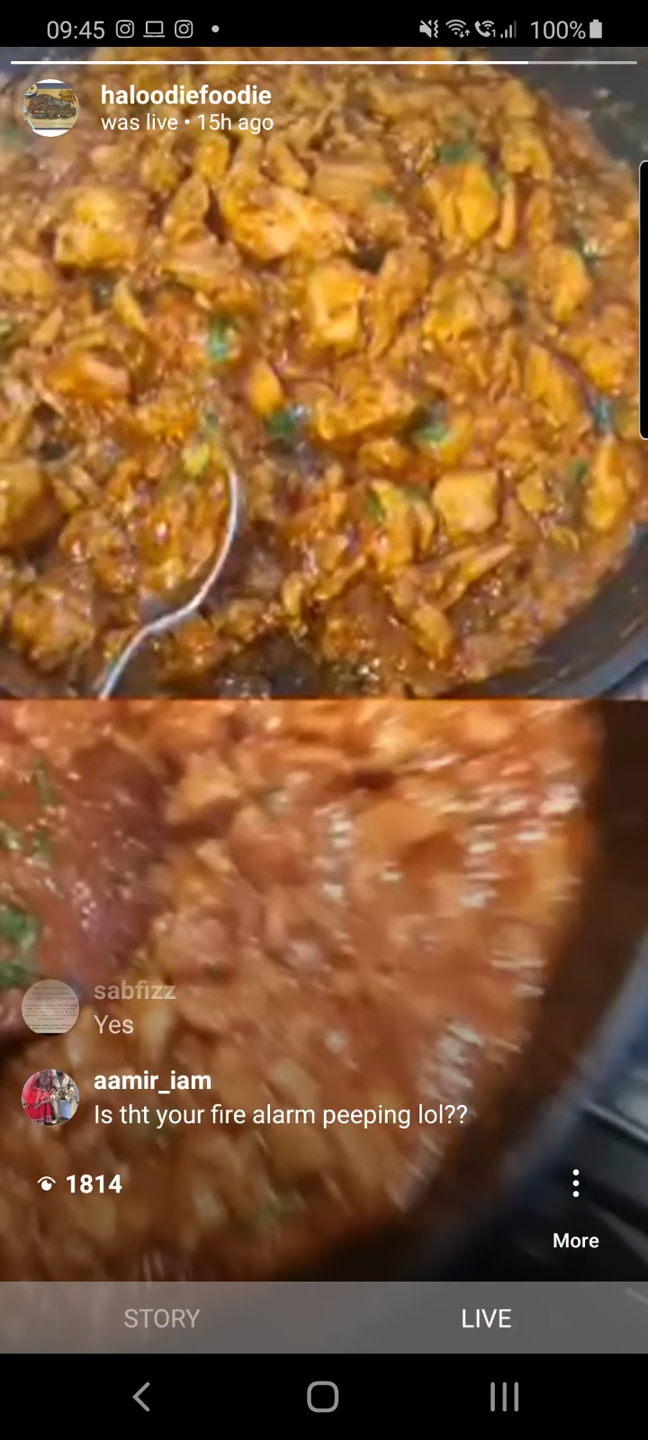 09:45
100%
haloodiefoodie
was live • 15h ago
sabfizz
Yes
aamir_iam
Is tht your fire alarm peeping lol??
1814
More
STORY
LIVE